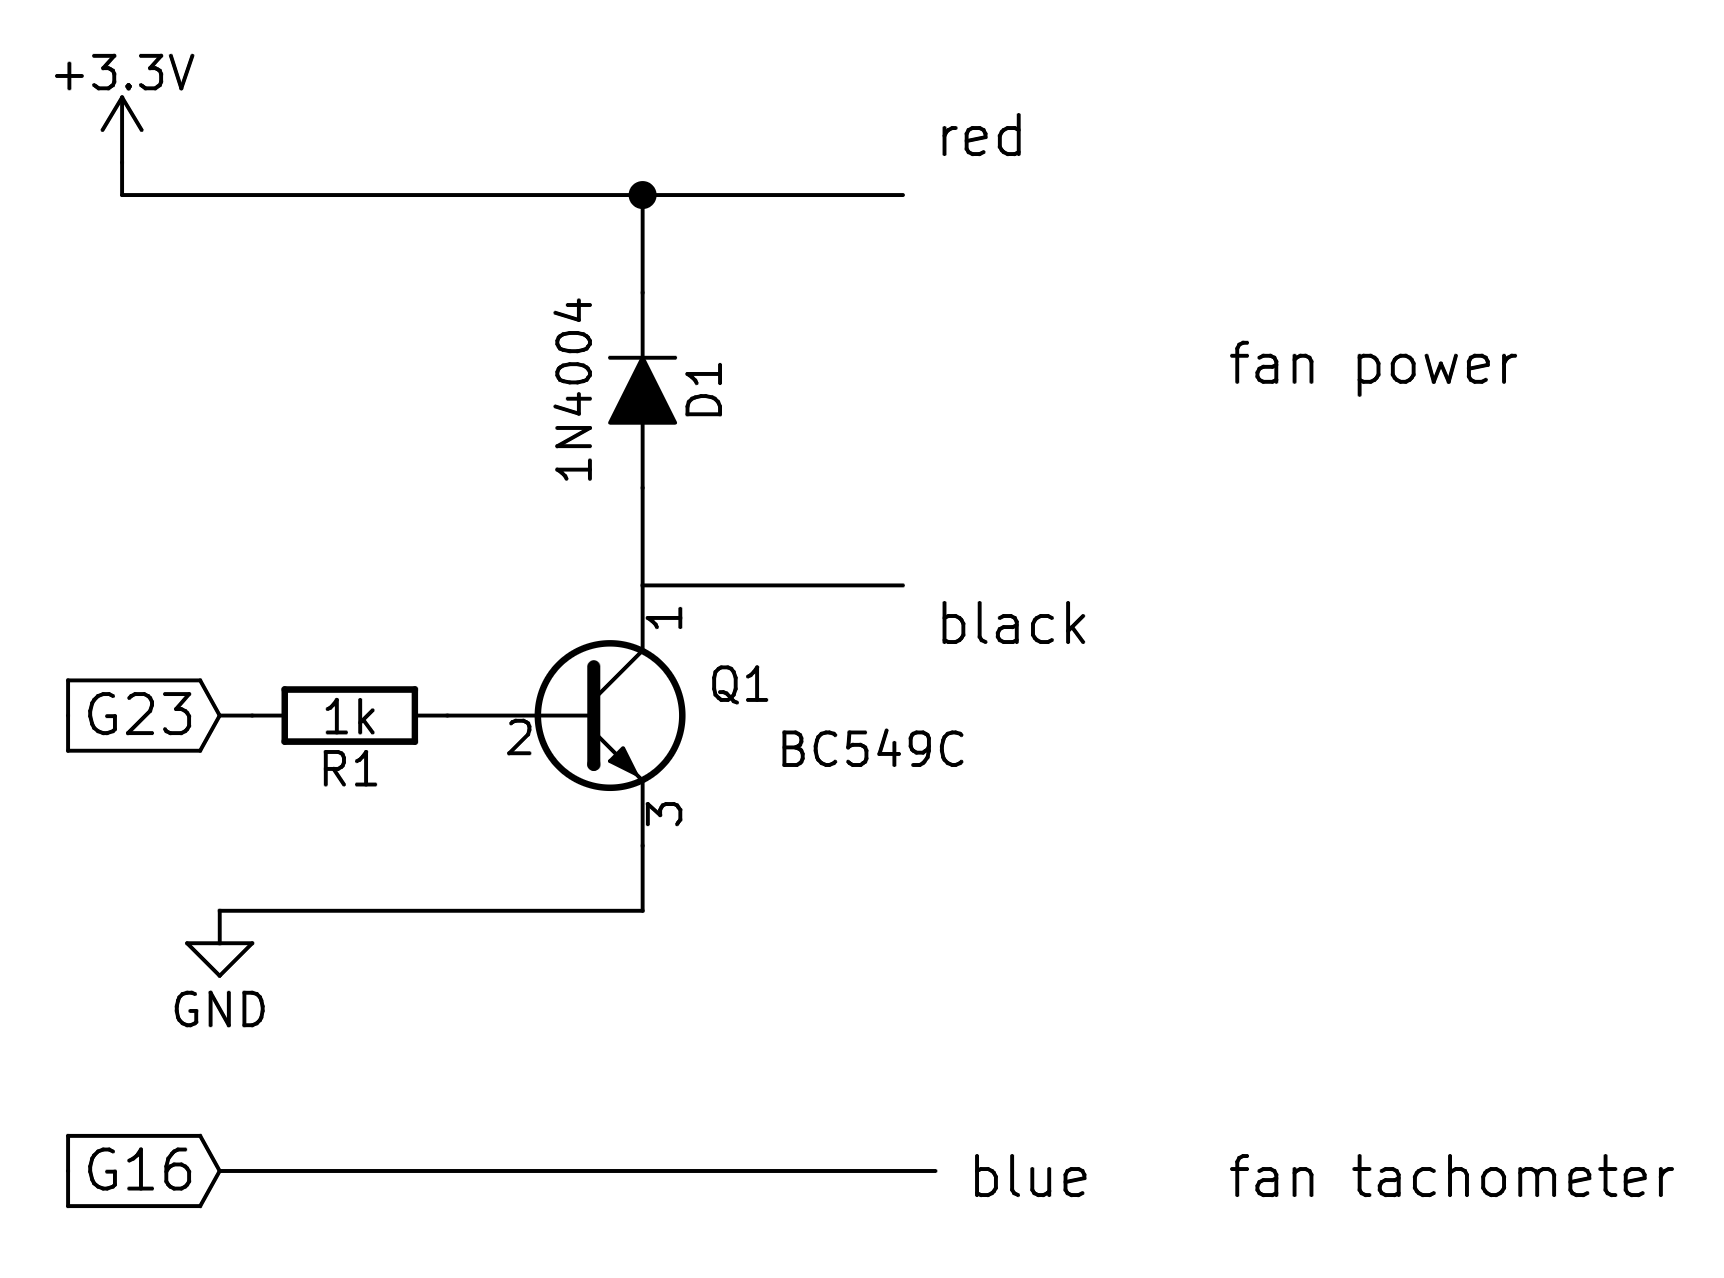 +3.3V
red
1N4004
D1
fan power
black
1
G23
1k
R1
2
Q1
BC549C
3
GND
G16
blue
fan tachometer